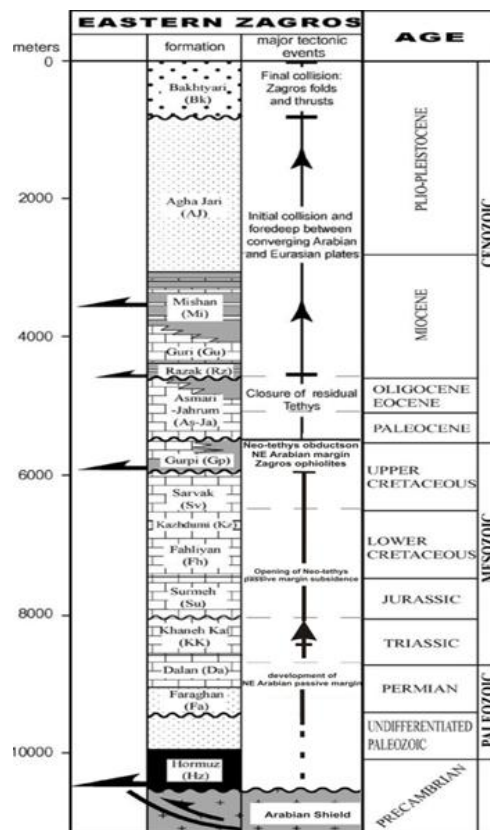 EASTERN ZAGROS
AGE
meters
formation
major tectonic
events
0
2000
4000
6000
8000
10000
Bakhtyari
(Bk)
Agha Jari
(AJ)
Mishan
(Mi)
Guri (Gu)
Razak (Rz)
Asmari
-Jahrum
(As-Ja)
Gurpi (Gp)
Sarvak
(Sv)
Kazhdumi (Kz)
Fahliyan
(Fh)
Surmeh
(Su)
Khaneh Kat
(KK)
Dalan (Da)
Faraghan
(Fa)
Hormuz
(Hz)
Final collision:
Zagros folds
and thrusts
Initial collision and
foredeep between
converging Arabian
and Eurasian plates
Closure of residual
Tethys
Neo-tethys obductson
NE Arabian margin
Zagros ophiolites
Opening of Neo-tethys
passive margin subsidence
development of
NE Arabian passive margin
Arabian Shield
PLIO-PLEISTOCENE
MIOCENE
OLIGOCENE
EOCENE
PALEOCENE
UPPER
CRETACEOUS
LOWER
CRETACEOUS
JURASSIC
TRIASSIC
PERMIAN
UNDIFFERENTIATED
PALEOZOIC
PRECAMBRIAN
CENOZOIC
MESOZOIC
PALEOZOIC